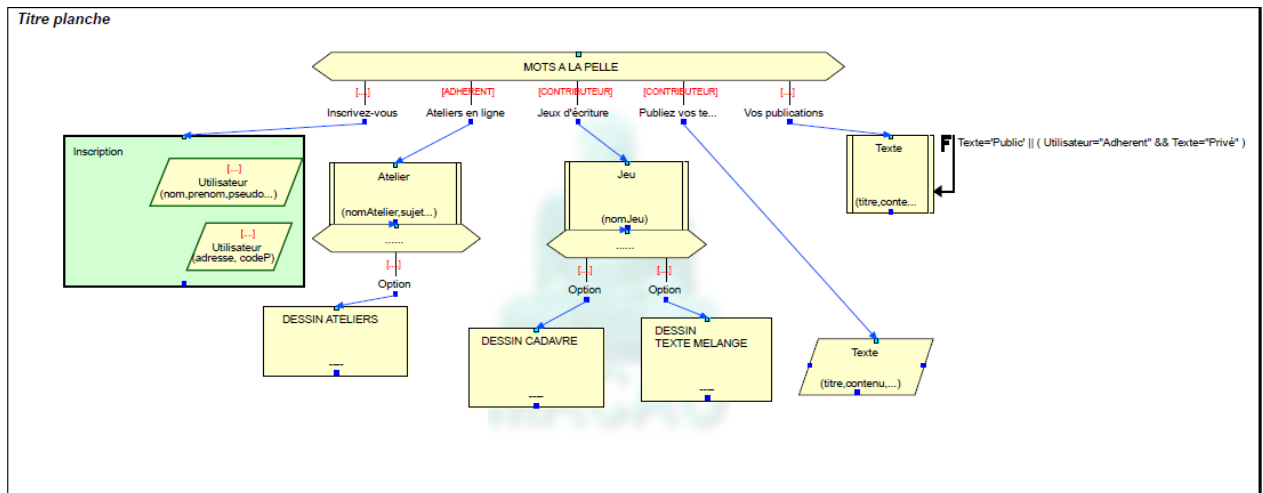 Titre planche
MOTS A LA PELLE
[....] [ADHERENT] [CONTRIBUTEUR] [CONTRIBUTEUR] [....]
Inscrivez-vous Ateliers en ligne Jeux d'écriture Publiez vos te... Vos publications
Inscription
[....]
Utilisateur
(nom,prenom,pseudo...)
[....]
Utilisateur
(adresse, codeP)
Atelier
(nomAtelier,sujet...)
......
[....]
Option
DESSIN ATELIERS
----
Jeu
(nomJeu)
......
[....] [....]
Option Option
DESSIN CADAVRE
----
DESSIN
TEXTE MELANGE
----
Texte
(titre,conte...
F
Texte='Public' || ( Utilisateur="Adherent" && Texte="Privé" )
Texte
(titre,contenu,...)
MACAO